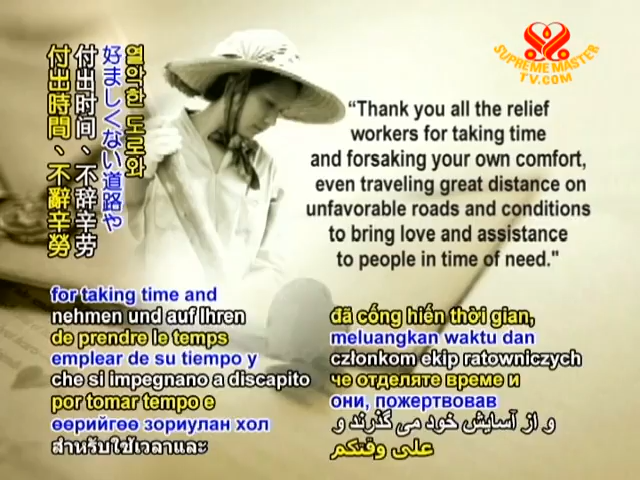 SUPREME MASTER
TV.COM
“Thank you all the relief
workers for taking time
and forsaking your own comfort,
even traveling great distance on
unfavorable roads and conditions
to bring love and assistance
to people in time of need."
열악한 도로와
好ましくない道路や
付出时间、不辞辛劳
付出時間、不辭辛勞
for taking time and
nehmen und auf Ihren
de prendre le temps
emplear de su tiempo y
che si impegnano a discapito
por tomar tempo e
өөрийгөө зориулан хол
สำหรับใช้เวลาและ
đã cống hiến thời gian,
meluangkan waktu dan
członkom ekip ratowniczych
че отделяте време и
они, пожертвовав
و از آسایش خود می گذرند و
على وقتكم